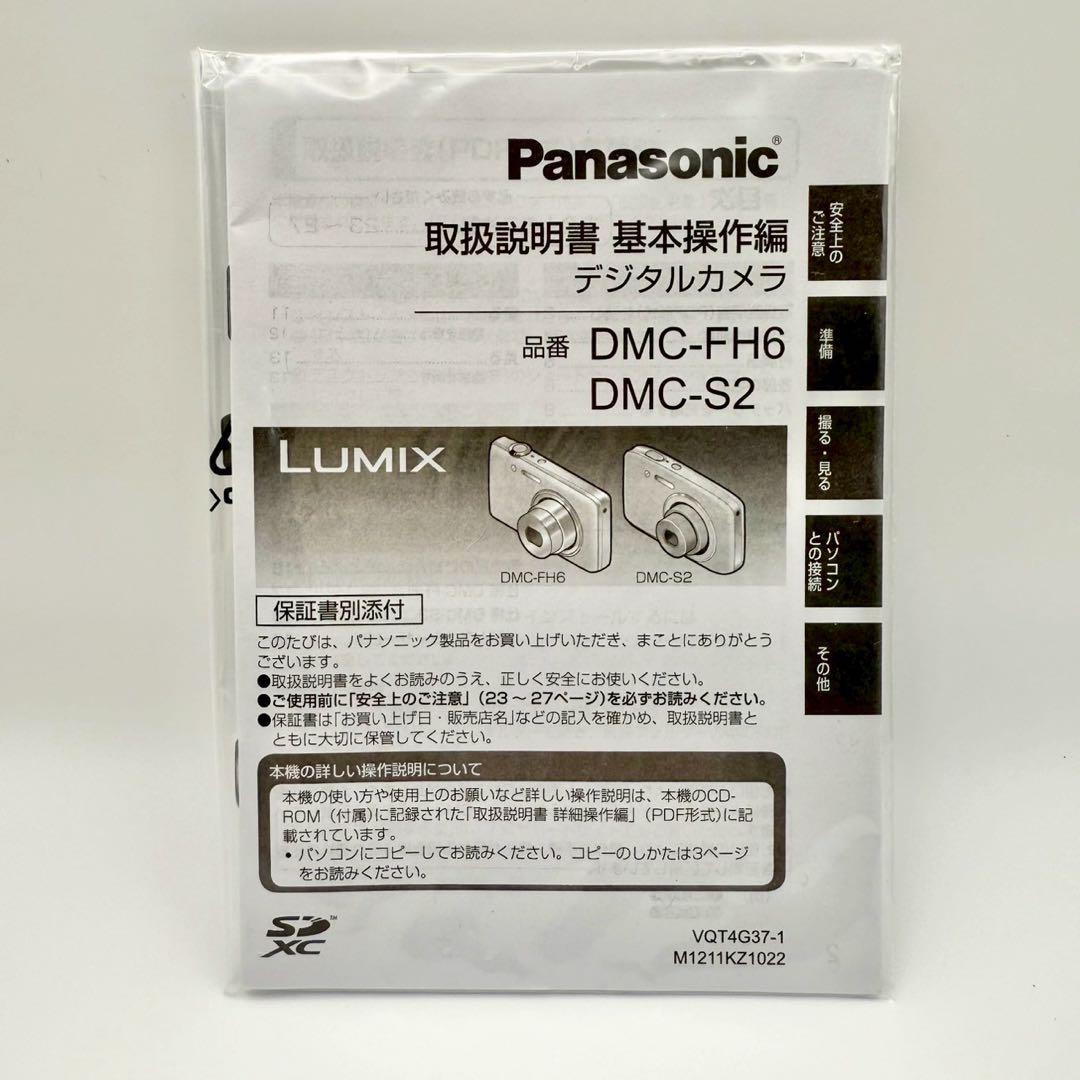 Panasonic®
取扱説明書 基本操作編
デジタルカメラ
品番 DMC-FH6
DMC-S2
LUMIX
DMC-FH6
DMC-S2
保証書別添付
このたびは、パナソニック製品をお買い上げいただき、まことにありがとう
ございます。
●取扱説明書をよくお読みのうえ、正しく安全にお使いください。
●ご使用前に「安全上のご注意」(23 ~ 27ページ)を必ずお読みください。
●保証書は「お買い上げ日・販売店名」などの記入を確かめ、取扱説明書と
ともに大切に保管してください。
本機の詳しい操作説明について
本機の使い方や使用上のお願いなど詳しい操作説明は、本機のCD-
ROM(付属)に記録された「取扱説明書 詳細操作編」(PDF形式)に記
載されています。
• パソコンにコピーしてお読みください。コピーのしかたは3ページ
をお読みください。
SD XC™
VQT4G37-1
M1211KZ1022
安全上の
ご注意
準備
撮る・見る
パソコン
との接続
その他